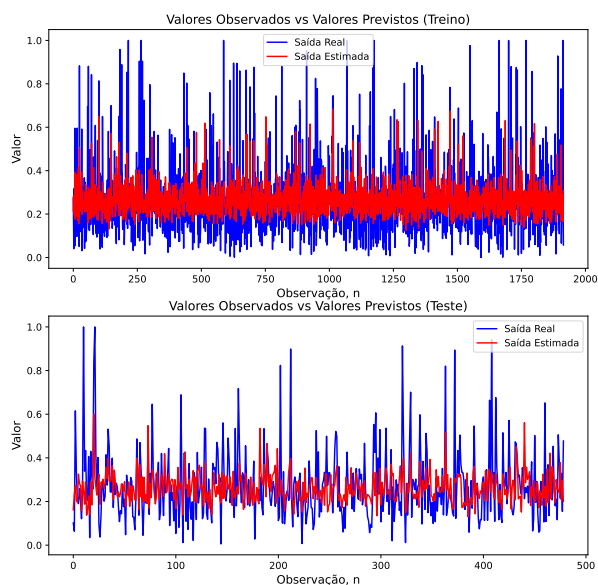 Valores Observados vs Valores Previstos (Treino)
Saída Real
Saída Estimada
Valor
1.0
0.8
0.6
0.4
0.2
0.0
0 250 500 750 1000 1250 1500 1750 2000
Observação, n
Valores Observados vs Valores Previstos (Teste)
Saída Real
Saída Estimada
Valor
1.0
0.8
0.6
0.4
0.2
0.0
0 100 200 300 400 500
Observação, n